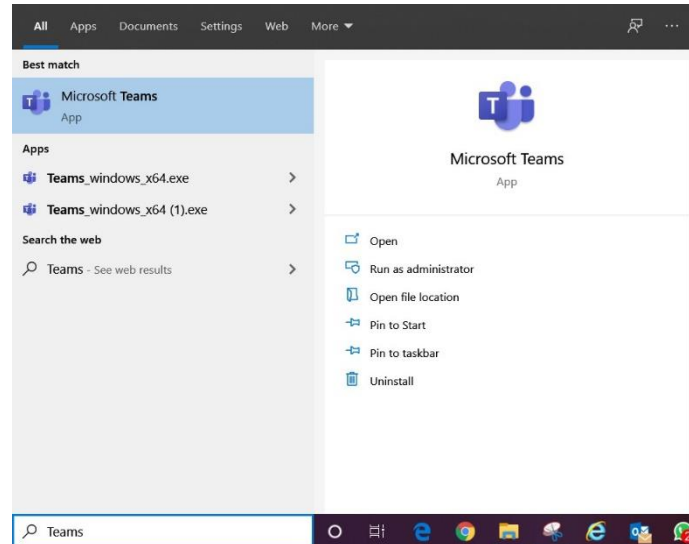 All Apps Documents Settings Web More
Best match
Microsoft Teams
App
Apps
Teams_windows_x64.exe
Teams_windows_x64 (1).exe
Search the web
Teams - See web results
Microsoft Teams
App
Open
Run as administrator
Open file location
Pin to Start
Pin to taskbar
Uninstall
Teams